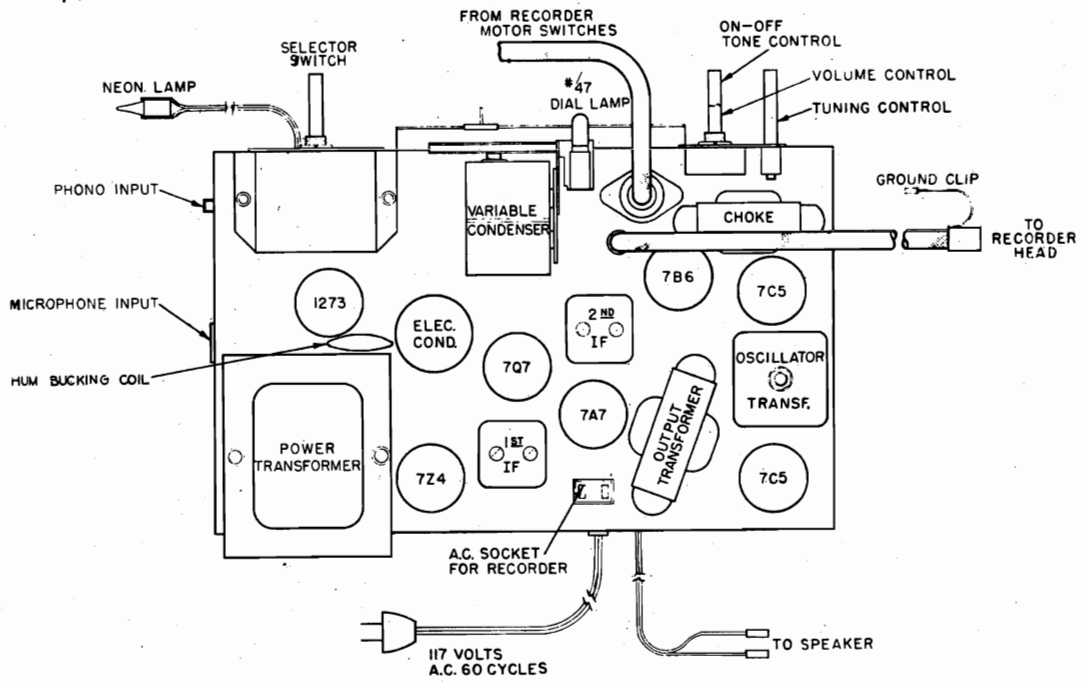 FROM RECORDER
MOTOR SWITCHES
ON-OFF
TONE CONTROL
SELECTOR
SWITCH
#47
DIAL LAMP
VOLUME CONTROL
NEON LAMP
TUNING CONTROL
PHONO INPUT
GROUND CLIP
VARIABLE
CONDENSER
CHOKE
TO
RECORDER
HEAD
7B6
7C5
MICROPHONE INPUT
1273
ELEC.
COND.
2ND
IF
7Q7
OSCILLATOR
TRANSF.
HUM BUCKING COIL
7A7
OUTPUT
TRANSFORMER
POWER
TRANSFORMER
1ST
IF
7Z4
7C5
A.C. SOCKET
FOR RECORDER
117 VOLTS
A.C. 60 CYCLES
TO SPEAKER